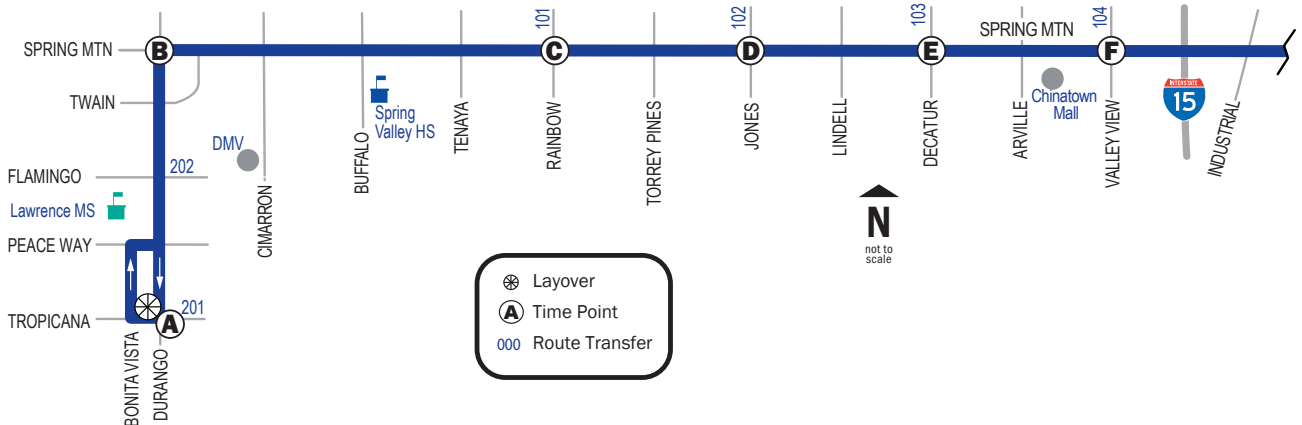 101
102
103
104
SPRING MTN
SPRING MTN
B
C
D
E
F
TWAIN
Spring
Valley HS
Chinatown
Mall
INTERSTATE
15
DMV
202
FLAMINGO
Lawrence MS
PEACE WAY
CIMARRON
BUFFALO
TENAYA
RAINBOW
TORREY PINES
JONES
LINDELL
DECATUR
ARVILLE
VALLEY VIEW
INDUSTRIAL
N
not to
scale
201
TROPICANA
A
BONITA VISTA
DURANGO
Layover
A Time Point
000 Route Transfer